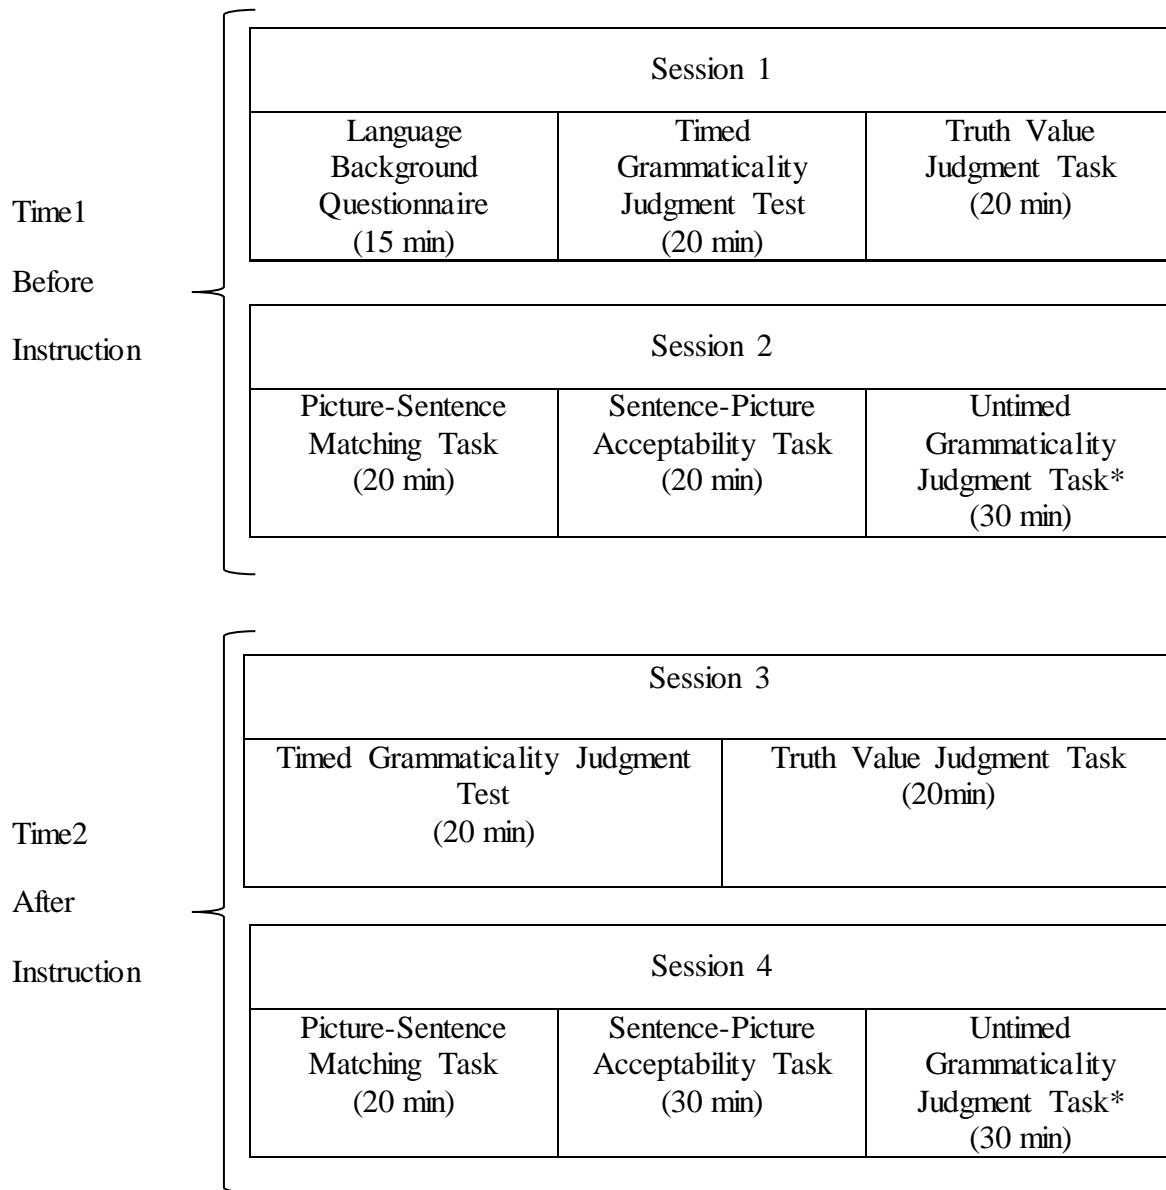 Time1
Before
Instruction
Session 1
Language
Background
Questionnaire
(15 min)
Timed
Grammaticality
Judgment Test
(20 min)
Truth Value
Judgment Task
(20 min)
Session 2
Picture-Sentence
Matching Task
(20 min)
Sentence-Picture
Acceptability Task
(20 min)
Untimed
Grammaticality
Judgment Task*
(30 min)
Time2
After
Instruction
Session 3
Timed Grammaticality Judgment
Test
(20 min)
Truth Value Judgment Task
(20min)
Session 4
Picture-Sentence
Matching Task
(20 min)
Sentence-Picture
Acceptability Task
(30 min)
Untimed
Grammaticality
Judgment Task*
(30 min)